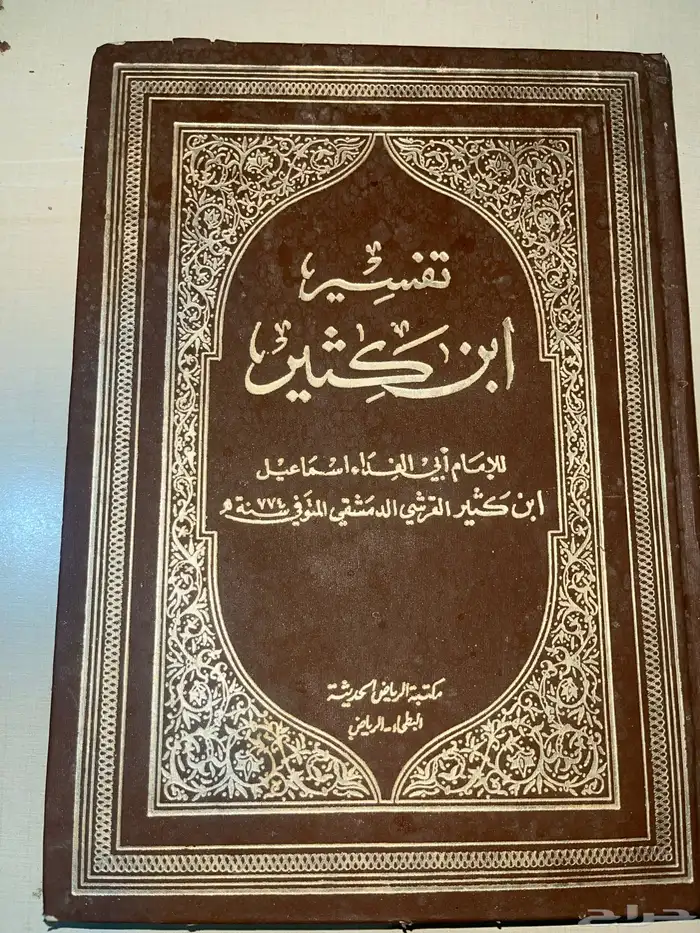 تفسير
ابن كثير
للإمام أبي الفداء اسماعيل
ابن كثير القرشي الدمشقي المتوفي سنة ٧٧٤ هـ
مكتبة الرياض الحديثة
البطحاء - الرياض
حراج